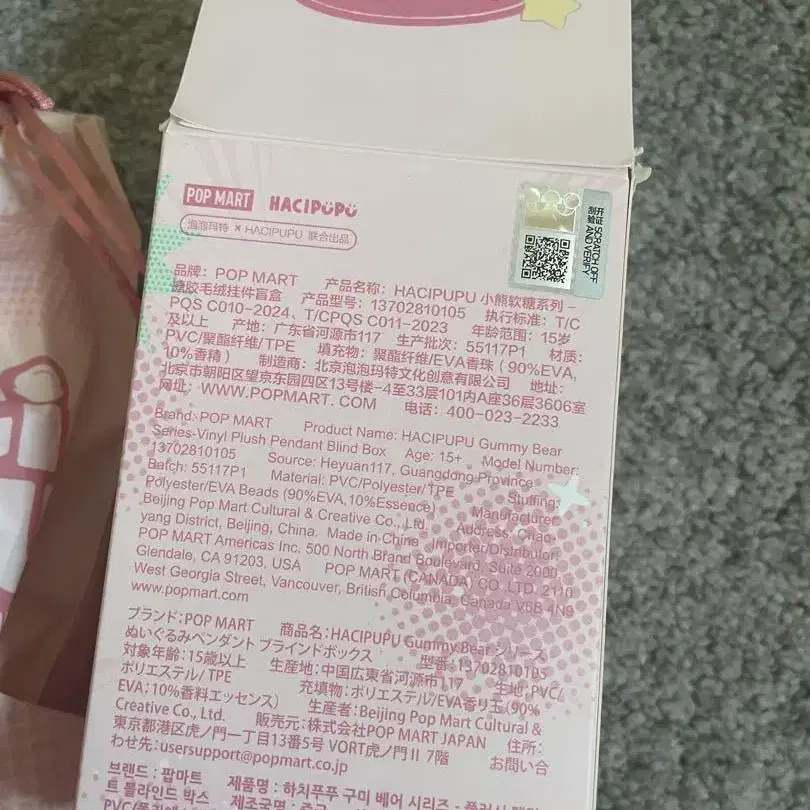 POP MART HACIPUPU
泡泡玛特 × HACIPUPU 联合出品
刮开验证 SCRATCH OFF AND VERIFY
品牌：POP MART 产品名称：HACIPUPU 小熊软糖系列－
搪胶毛绒挂件盲盒 产品型号：13702810105 执行标准：T/C
PQS C010-2024、T/CPQS C011-2023 年龄范围：15岁
及以上 产地：广东省河源市117 生产批次：55117P1 材质：
PVC/聚酯纤维/TPE 填充物：聚酯纤维/EVA香珠（90%EVA,
10%香精） 制造商：北京泡泡玛特文化创意有限公司 地址：
北京市朝阳区望京东园四区13号楼-4至33层101内A座36层3606室
网址：WWW.POPMART.COM 电话：400-023-2233
Brand: POP MART Product Name: HACIPUPU Gummy Bear
Series-Vinyl Plush Pendant Blind Box Age: 15+ Model Number:
13702810105 Source: Heyuan117, Guangdong Province
Batch: 55117P1 Material: PVC/Polyester/TPE Stuffing:
Polyester/EVA Beads (90%EVA,10%Essence) Manufacturer:
Beijing Pop Mart Cultural & Creative Co., Ltd. Address: Chao-
yang District, Beijing, China. Made in China Importer/Distributor:
POP MART Americas Inc. 500 North Brand Boulevard, Suite 2000,
Glendale, CA 91203, USA POP MART (CANADA) CO. LTD. 2110
West Georgia Street, Vancouver, British Columbia, Canada V6B 4N9
www.popmart.com
ブランド：POP MART 商品名：HACIPUPU Gummy Bear シリーズ
ぬいぐるみペンダント ブラインドボックス 型番：13702810105
対象年齢：15歳以上 生産地：中国広東省河源市117 生地：PVC/
ポリエステル/TPE 充填物：ポリエステル/EVA香り玉（90%
EVA：10%香料エッセンス） 生産者：Beijing Pop Mart Cultural &
Creative Co., Ltd. 販売元：株式会社POP MART JAPAN 住所：
東京都港区虎ノ門一丁目13番5号 VORT虎ノ門Ⅱ 7階 お問い合
わせ先：usersupport@popmart.co.jp
브랜드 : 팝마트 제품명 : 하치푸푸 구미 베어 시리즈 -
트 블라인드 박스 제조국명 : 중국